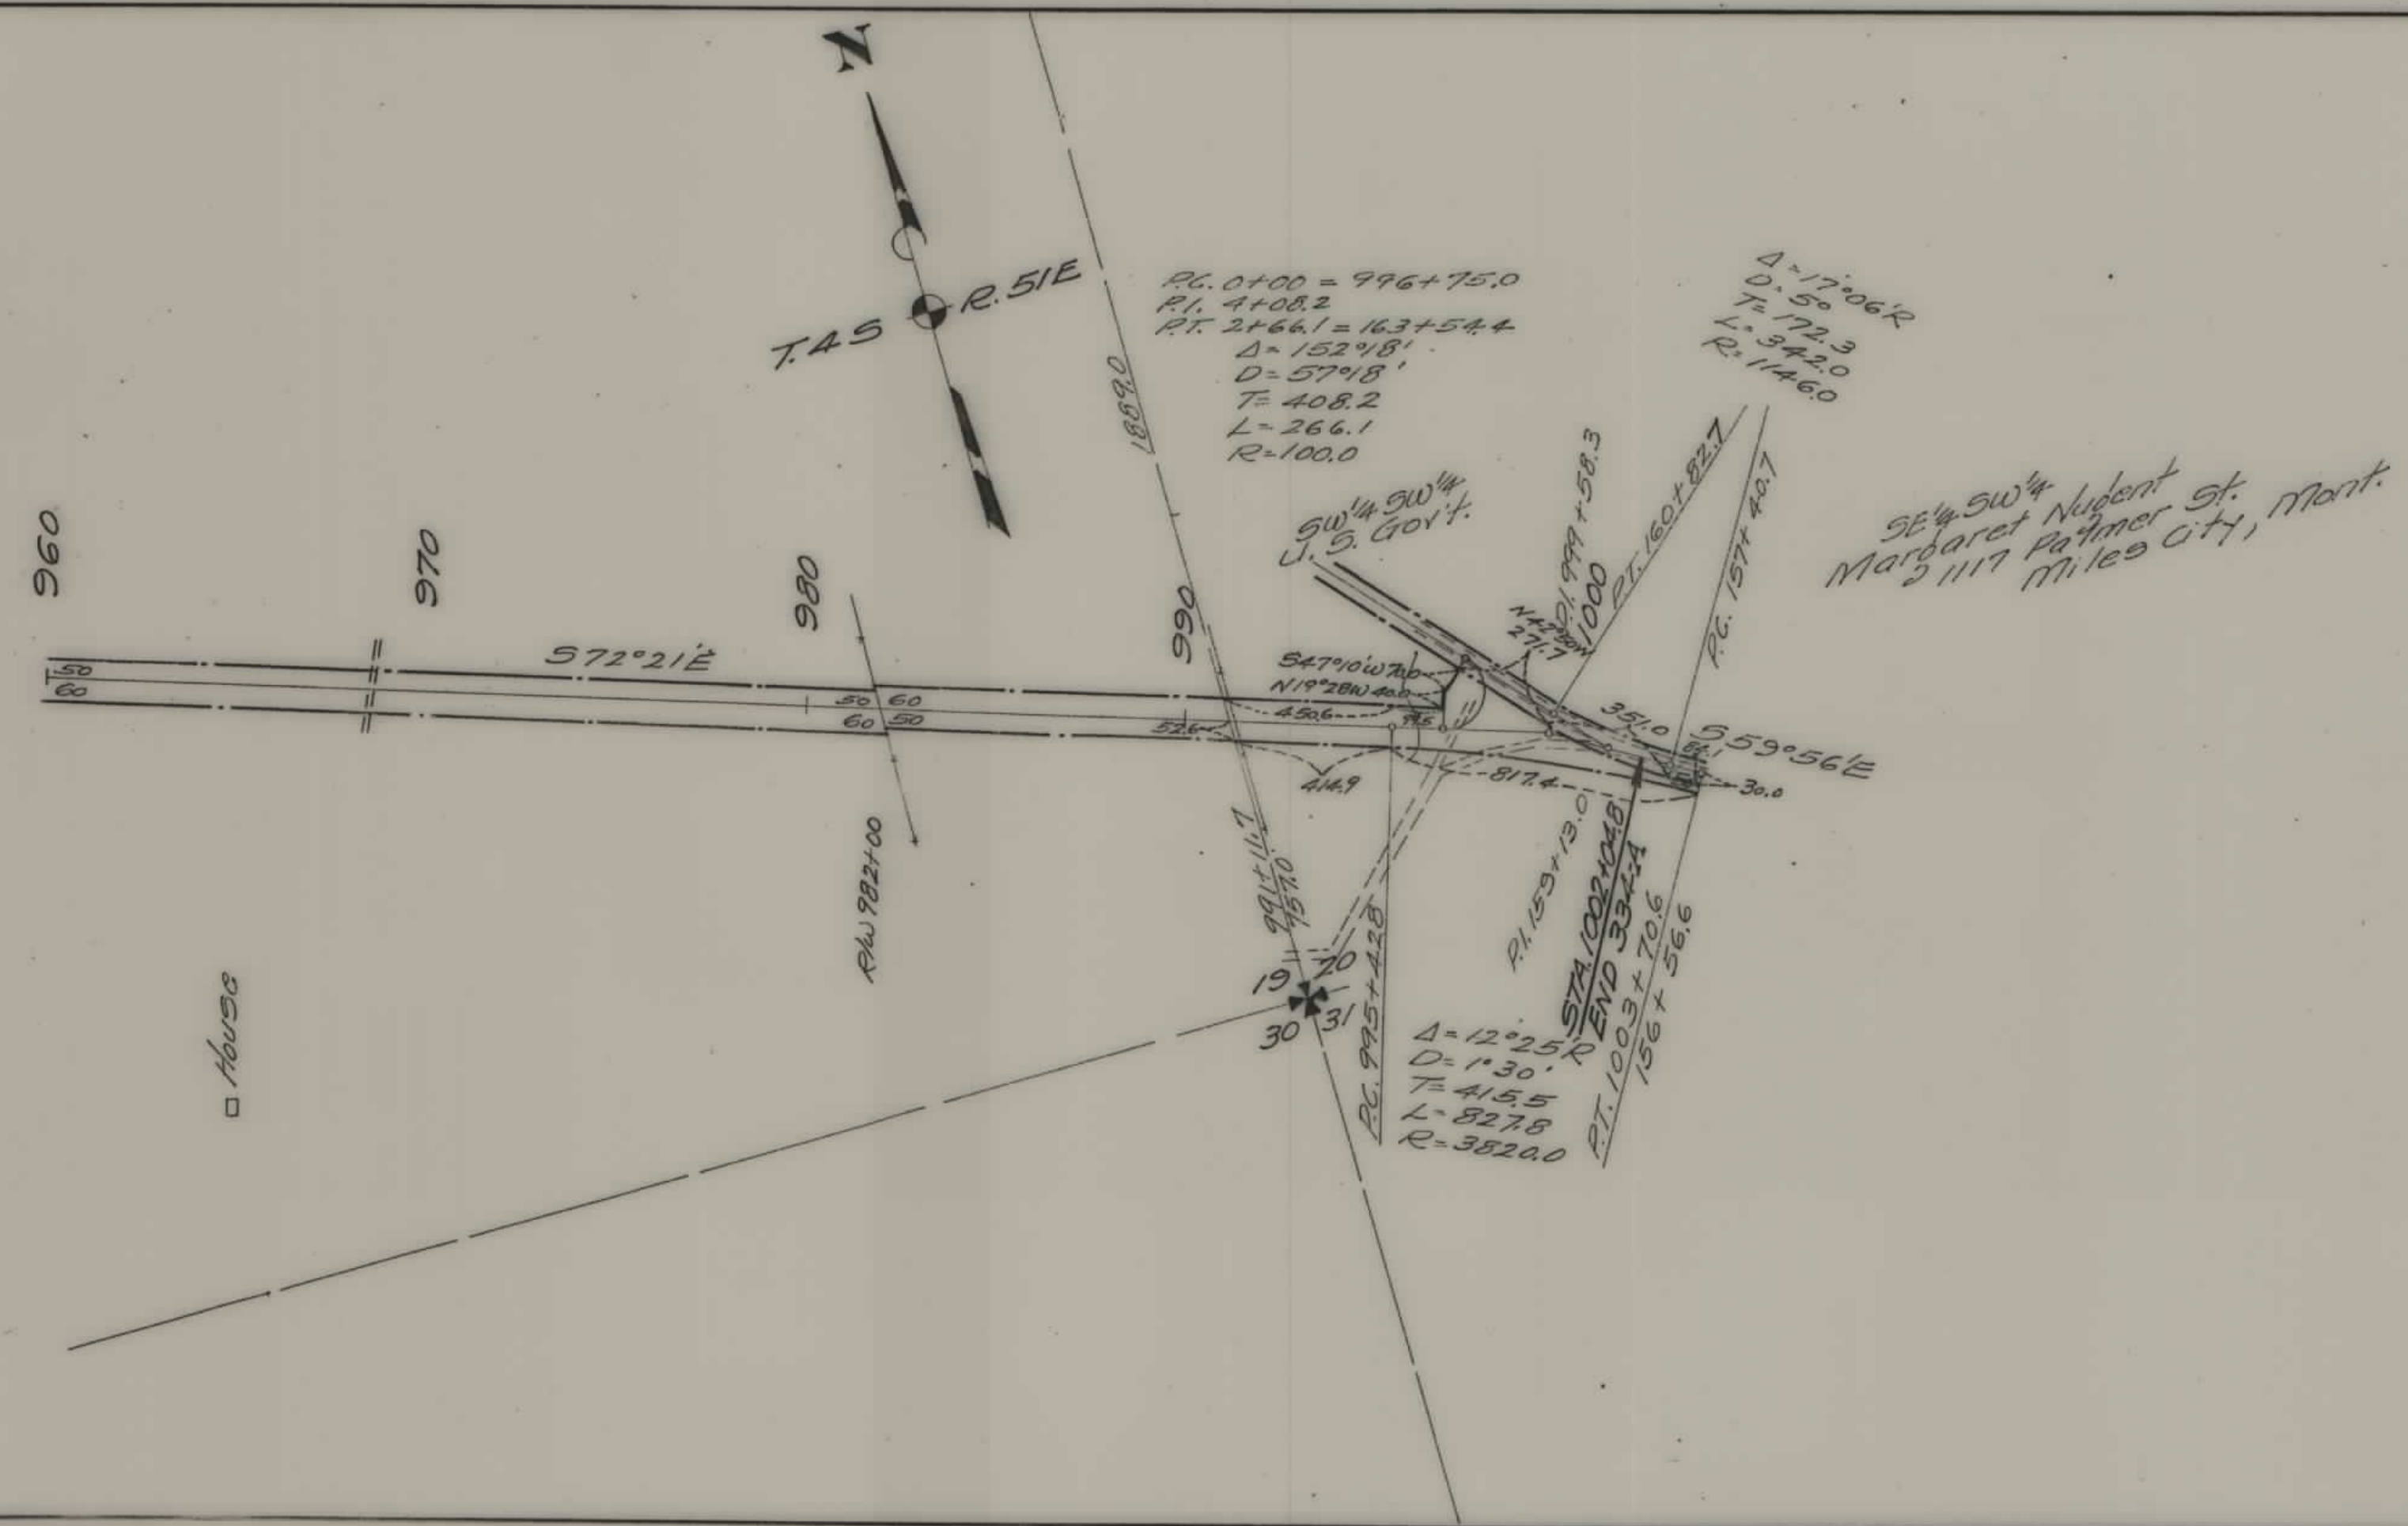 N
T.4S R.51E
P.C. 0+00 = 996+75.0
P.I. 4+08.2
P.T. 2+66.1 = 163+54.4
Δ= 152°18'
D= 57°18'
T= 408.2
L= 266.1
R=100.0
Δ=17°06'R
D=5°
T=172.3
L=342.0
R=1146.0
1889.0
SW¼ SW¼
U.S. Gov't.
SE¼ SW¼
Margaret Nugent
1117 Palmer St.
Miles City, Mont.
960
970
980
990
1000
P.I. 999+58.3
P.T. 160+82.7
P.C. 157+40.7
S72°21'E
50
60
50 60
60 50
S47°10'W 70.0
N19°28W 40.0
271.7
450.6
52.6
414.9
817.4
351.0
S59°56'E
30.0
R/W 982+00
991+11.7
957.0
P.C. 995+42.8
P.I. 159+13.0
STA. 1002+04.8
END 334-A
P.T. 1003+70.6
156+56.6
19 20
30 31
Δ=12°25'R
D=1°30'
T=415.5
L=827.8
R=3820.0
House